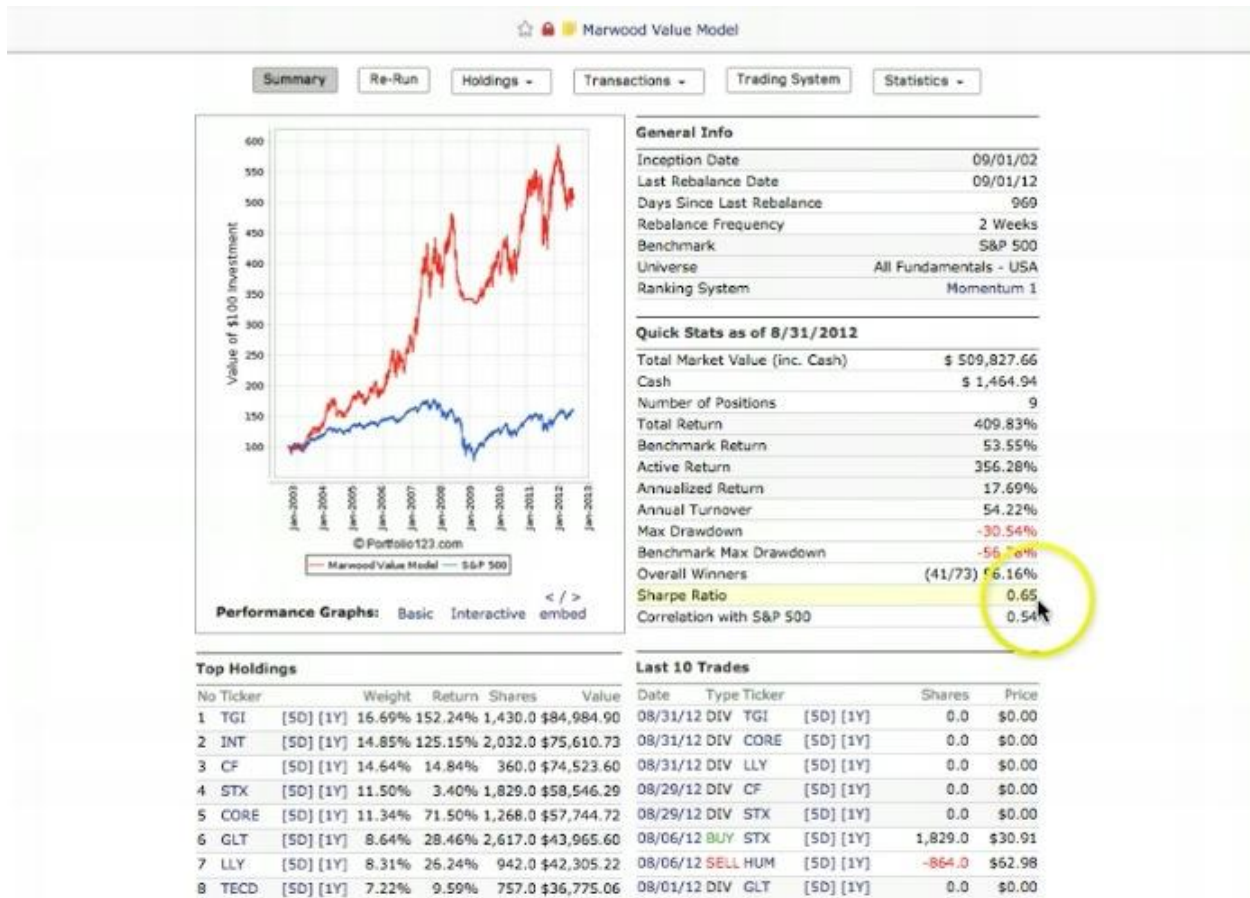 Marwood Value Model
Summary Re-Run Holdings Transactions Trading System Statistics
600
550
500
450
400
350
300
250
200
150
100
Value of $100 Investment
Jan-2003 Jan-2004 Jan-2005 Jan-2006 Jan-2007 Jan-2008 Jan-2009 Jan-2010 Jan-2011 Jan-2012 Jan-2013
© Portfolio123.com
Marwood Value Model S&P 500
Performance Graphs: Basic Interactive </> embed
General Info
Inception Date 09/01/02
Last Rebalance Date 09/01/12
Days Since Last Rebalance 969
Rebalance Frequency 2 Weeks
Benchmark S&P 500
Universe All Fundamentals - USA
Ranking System Momentum 1
Quick Stats as of 8/31/2012
Total Market Value (inc. Cash) $ 509,827.66
Cash $ 1,464.94
Number of Positions 9
Total Return 409.83%
Benchmark Return 53.55%
Active Return 356.28%
Annualized Return 17.69%
Annual Turnover 54.22%
Max Drawdown -30.54%
Benchmark Max Drawdown
Overall Winners (41/73) 56.16%
Sharpe Ratio 0.65
Correlation with S&P 500 0.54
Top Holdings
No Ticker Weight Return Shares Value
1 TGI [5D] [1Y] 16.69% 152.24% 1,430.0 $84,984.90
2 INT [5D] [1Y] 14.85% 125.15% 2,032.0 $75,610.73
3 CF [5D] [1Y] 14.64% 14.84% 360.0 $74,523.60
4 STX [5D] [1Y] 11.50% 3.40% 1,829.0 $58,546.29
5 CORE [5D] [1Y] 11.34% 71.50% 1,268.0 $57,744.72
6 GLT [5D] [1Y] 8.64% 28.46% 2,617.0 $43,965.60
7 LLY [5D] [1Y] 8.31% 26.24% 942.0 $42,305.22
8 TECD [5D] [1Y] 7.22% 9.59% 757.0 $36,775.06
Last 10 Trades
Date Type Ticker Shares Price
08/31/12 DIV TGI [5D] [1Y] 0.0 $0.00
08/31/12 DIV CORE [5D] [1Y] 0.0 $0.00
08/31/12 DIV LLY [5D] [1Y] 0.0 $0.00
08/29/12 DIV CF [5D] [1Y] 0.0 $0.00
08/29/12 DIV STX [5D] [1Y] 0.0 $0.00
08/06/12 BUY STX [5D] [1Y] 1,829.0 $30.91
08/06/12 SELL HUM [5D] [1Y] -864.0 $62.98
08/01/12 DIV GLT [5D] [1Y] 0.0 $0.00